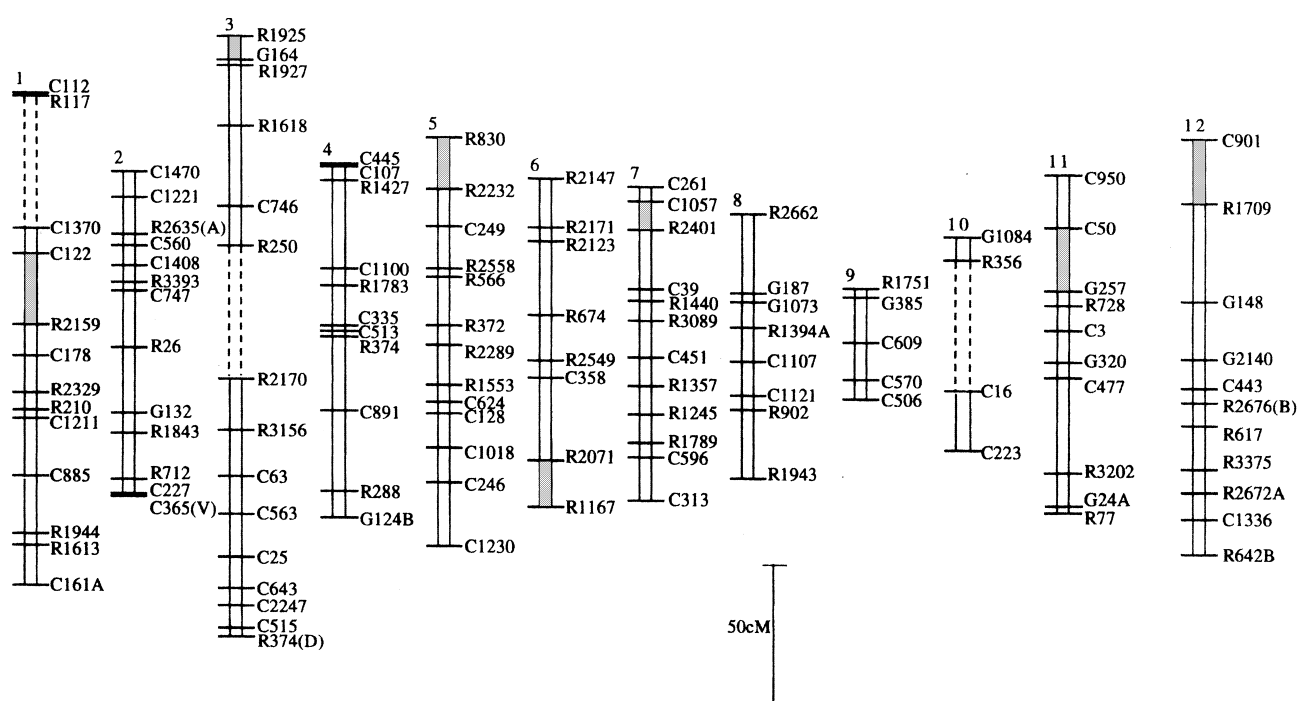 1
C112
R117
C1370
C122
R2159
C178
R2329
R210
C1211
C885
R1944
R1613
C161A
2
C1470
C1221
R2635(A)
C560
C1408
R3393
C747
R26
G132
R1843
R712
C227
C365(V)
3
R1925
G164
R1927
R1618
C746
R250
R2170
R3156
C63
C563
C25
C643
C2247
C515
R374(D)
4
C445
C107
R1427
C1100
R1783
C335
C513
R374
C891
R288
G124B
5
R830
R2232
C249
R2558
R566
R372
R2289
R1553
C624
C128
C1018
C246
C1230
6
R2147
R2171
R2123
R674
R2549
C358
R2071
R1167
7
C261
C1057
R2401
C39
R1440
R3089
C451
R1357
R1245
R1789
C596
C313
8
R2662
G187
G1073
R1394A
C1107
C1121
R902
R1943
9
R1751
G385
C609
C570
C506
10
G1084
R356
C16
C223
11
C950
C50
G257
R728
C3
G320
C477
R3202
G24A
R77
12
C901
R1709
G148
G2140
C443
R2676(B)
R617
R3375
R2672A
C1336
R642B
50cM